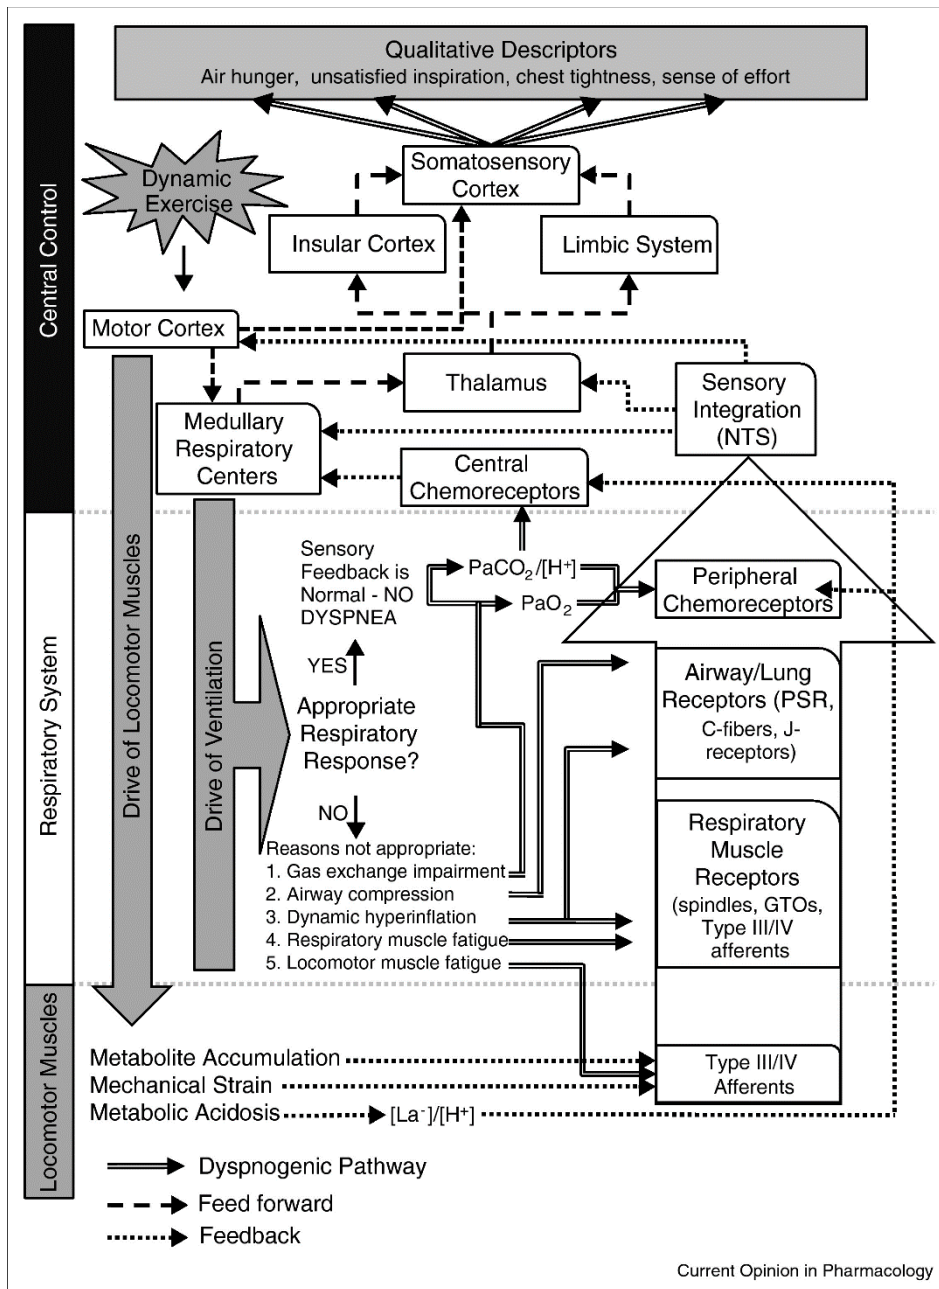 Qualitative Descriptors
Air hunger,  unsatisfied inspiration, chest tightness, sense of effort
Central Control
Dynamic
Exercise
Somatosensory
Cortex
Insular Cortex
Limbic System
Motor Cortex
Thalamus
Sensory
Integration
(NTS)
Medullary
Respiratory
Centers
Central
Chemoreceptors
Respiratory System
Drive of Locomotor Muscles
Drive of Ventilation
Sensory
Feedback is
Normal - NO
DYSPNEA
PaCO₂/[H⁺]
PaO₂
Peripheral
Chemoreceptors
YES
Appropriate
Respiratory
Response?
NO
Airway/Lung
Receptors (PSR,
C-fibers, J-
receptors)
Reasons not appropriate:
1. Gas exchange impairment
2. Airway compression
3. Dynamic hyperinflation
4. Respiratory muscle fatigue
5. Locomotor muscle fatigue
Respiratory
Muscle
Receptors
(spindles, GTOs,
Type III/IV
afferents
Locomotor Muscles
Metabolite Accumulation
Mechanical Strain
Metabolic Acidosis
[La⁻]/[H⁺]
Type III/IV
Afferents
Dyspnogenic Pathway
Feed forward
Feedback
Current Opinion in Pharmacology